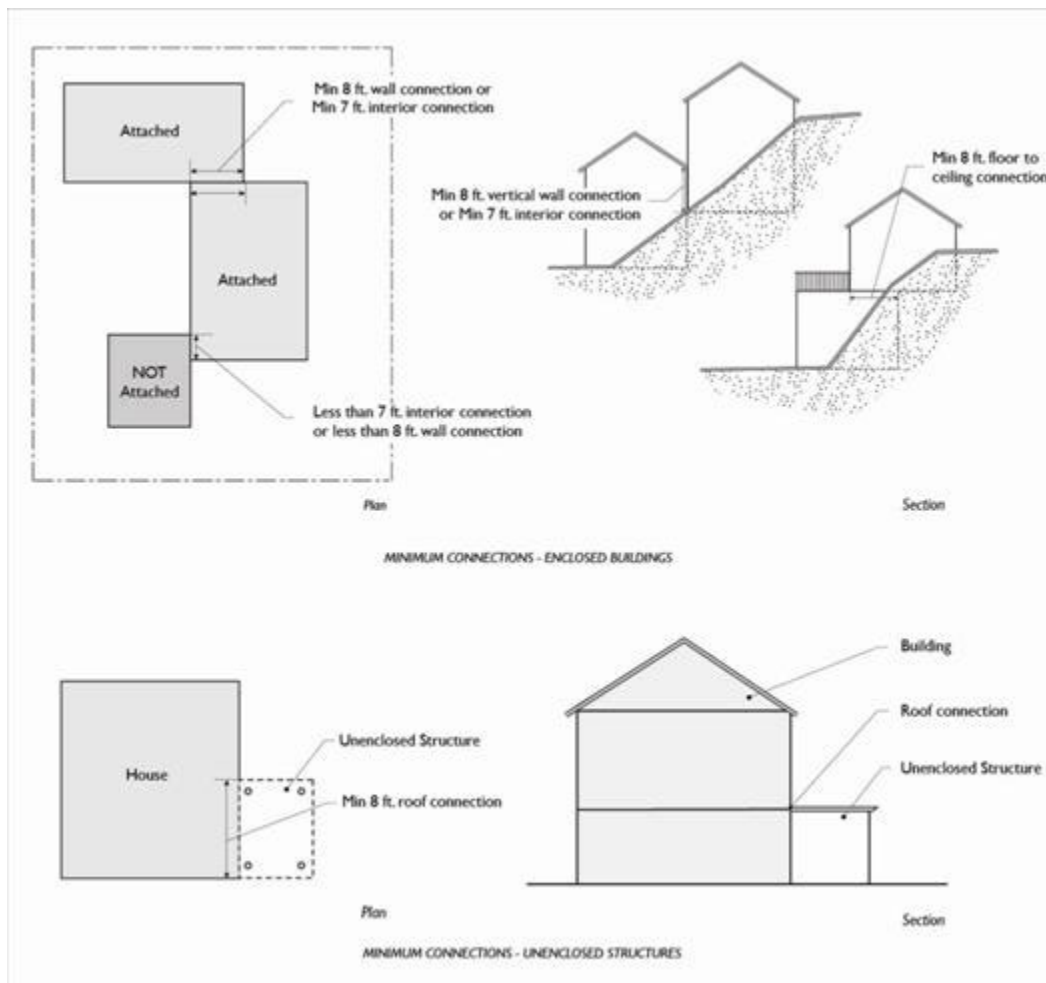 Min 8 ft. wall connection or
Min 7 ft. interior connection
Attached
Attached
NOT
Attached
Less than 7 ft. interior connection
or less than 8 ft. wall connection
Plan
Min 8 ft. vertical wall connection
or Min 7 ft. interior connection
Min 8 ft. floor to
ceiling connection
Section
MINIMUM CONNECTIONS - ENCLOSED BUILDINGS
House
Unenclosed Structure
Min 8 ft. roof connection
Plan
Building
Roof connection
Unenclosed Structure
Section
MINIMUM CONNECTIONS - UNENCLOSED STRUCTURES